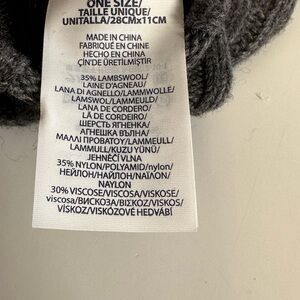 ONE SIZE/
TAILLE UNIQUE/
UNITALLA/28CMX11CM
MADE IN CHINA
FABRIQUÉ EN CHINE
HECHO EN CHINA
ÇİN'DE ÜRETİLMİŞTİR
35% LAMBSWOOL/
LAINE D'AGNEAU/
LANA DI AGNELLO/LAMMWOLLE/
LAMSWOL/LAMMEULD/
LANA DE CORDERO/
LÃ DE CORDEIRO/
ШЕРСТЬ ЯГНЕНКА/
АГНЕШКА ВЪЛНА/
ΜΑΛΛΙ ΠΡΟΒΑΤΟΥ/LAMMEULL/
LAMMULL/KUZU YÜNÜ/
JEHNĚČÍ VLNA
35% NYLON/POLYAMID/nylon/
НЕЙЛОН/НАЙЛОН/ΝΑΪΛΟΝ/
NAYLON
30% VISCOSE/VISCOSA/VISKOSE/
viscosa/ВИСКОЗА/ΒΙΣΚΟΖ/VISKOS/
VİSKOZ/VISKÓZOVÉ HEDVÁBÍ